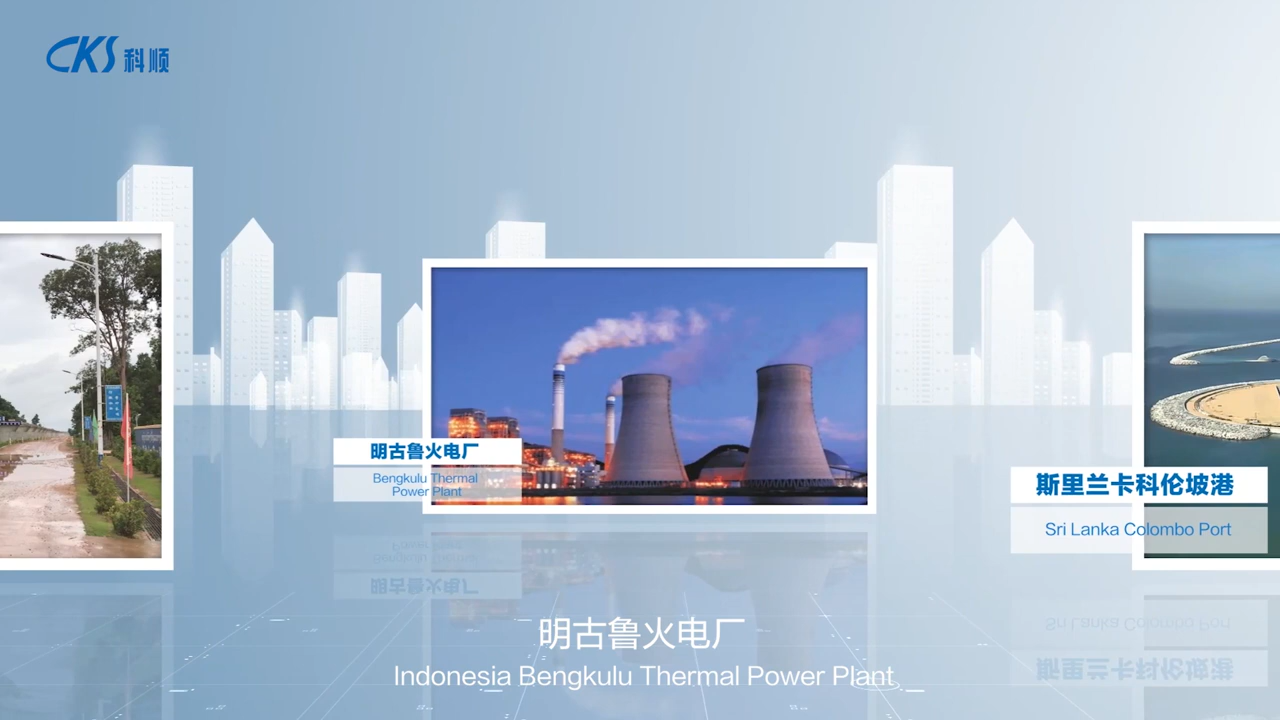 CKS 科顺
明古鲁火电厂
Bengkulu Thermal
Power Plant
斯里兰卡科伦坡港
Sri Lanka Colombo Port
明古鲁火电厂
Indonesia Bengkulu Thermal Power Plant